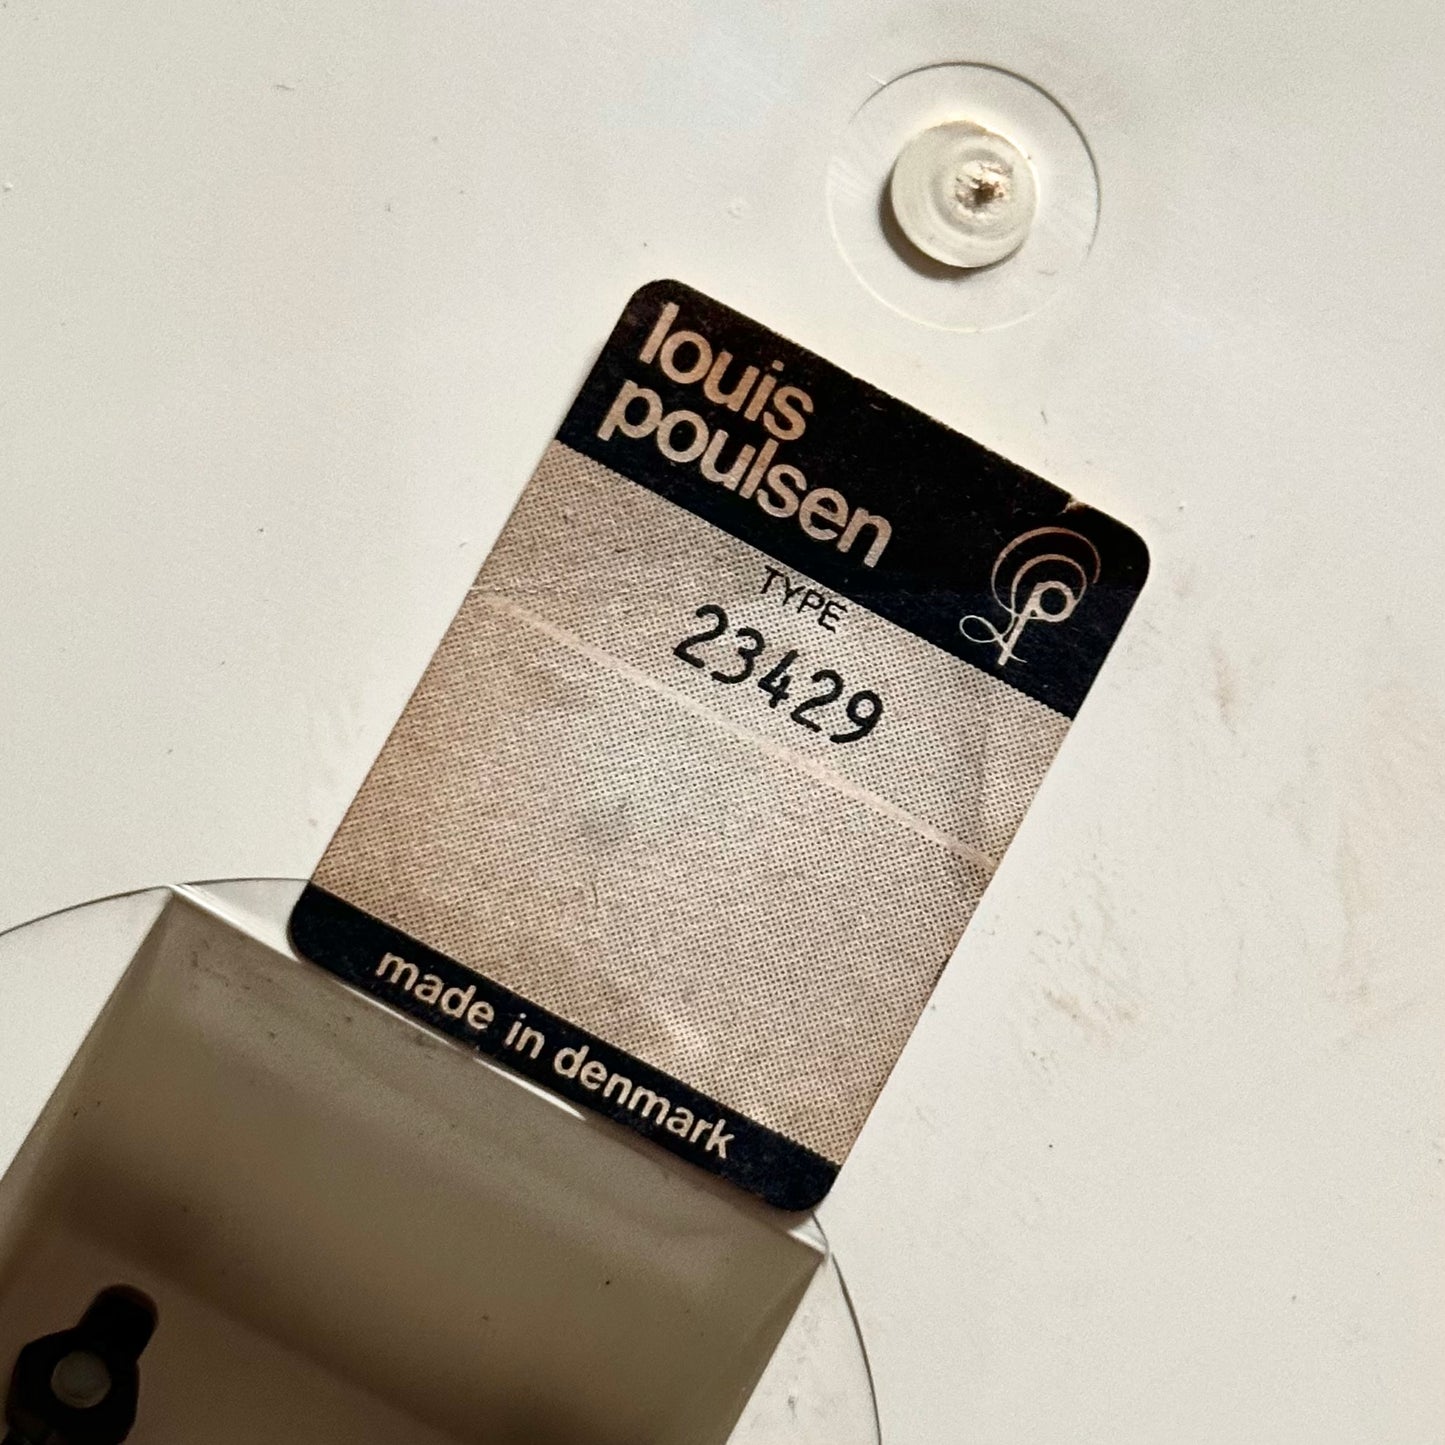 louis
poulsen
TYPE
23429
made in denmark